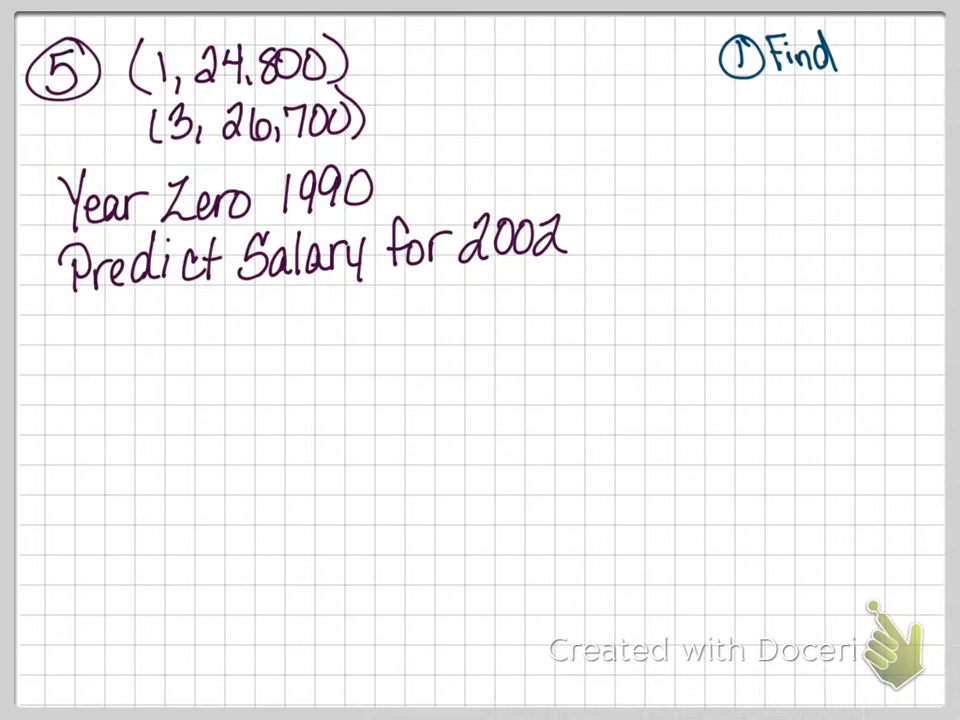 5 (1, 24,800)
(3, 26,700)
Year Zero 1990
Predict Salary for 2002
1 Find
Created with Doceri